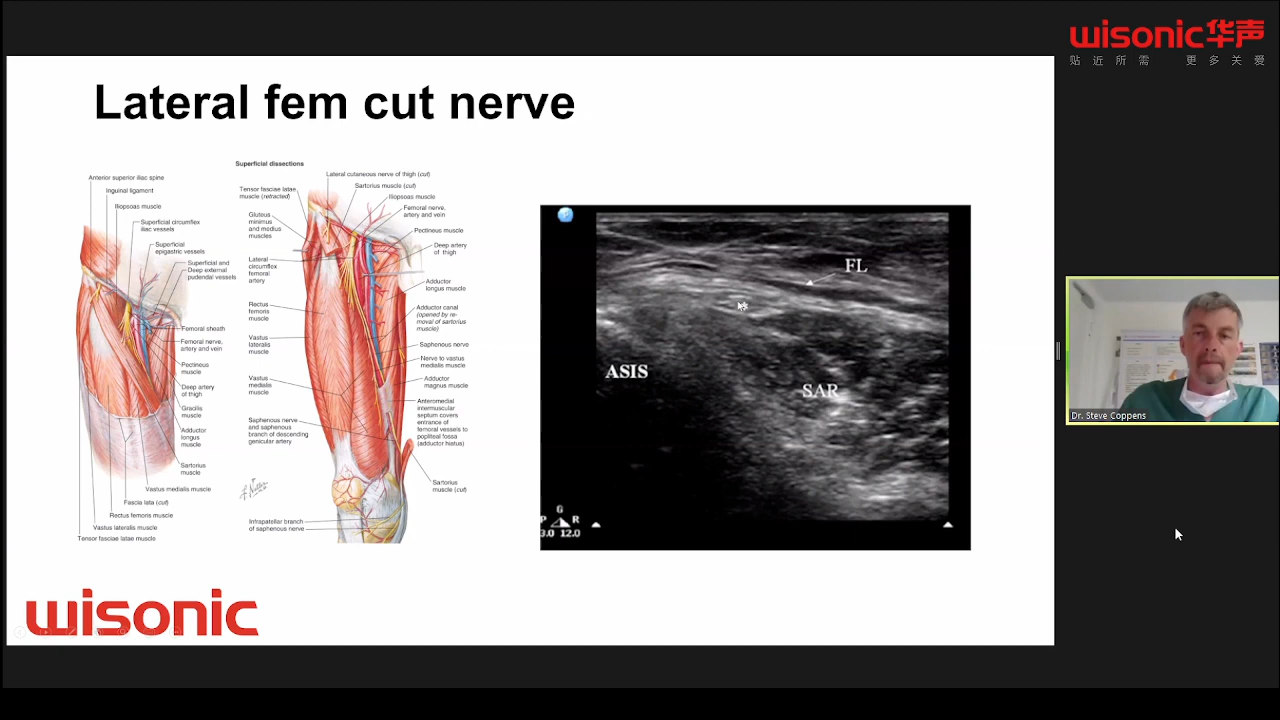 wisonic华声
贴近所需 更多关爱
Lateral fem cut nerve
Superficial dissections
Anterior superior iliac spine
Inguinal ligament
Iliopsoas muscle
Superficial circumflex
iliac vessels
Superficial
epigastric vessels
Superficial and
Deep external
pudendal vessels
Femoral sheath
Femoral nerve,
artery and vein
Pectineus
muscle
Deep artery
of thigh
Gracilis
muscle
Adductor
longus
muscle
Sartorius
muscle
Vastus medialis muscle
Fascia lata (cut)
Rectus femoris muscle
Vastus lateralis muscle
Tensor fasciae latae muscle
Tensor fasciae latae
muscle (retracted)
Gluteus
minimus
and medius
muscles
Lateral
circumflex
femoral
artery
Rectus
femoris
muscle
Vastus
lateralis
muscle
Vastus
medialis
muscle
Saphenous nerve
and saphenous
branch of descending
genicular artery
Infrapatellar branch
of saphenous nerve
Lateral cutaneous nerve of thigh (cut)
Sartorius muscle (cut)
Iliopsoas muscle
Femoral nerve,
artery and vein
Pectineus muscle
Deep artery
of thigh
Adductor
longus muscle
Adductor canal
(opened by re-
moval of sartorius
muscle)
Saphenous nerve
Nerve to vastus
medialis muscle
Adductor
magnus muscle
Anteromedial
intermuscular
septum covers
entrance of
femoral vessels to
popliteal fossa
(adductor hiatus)
Sartorius
muscle (cut)
P
FL
ASIS
SAR
G
P R
3.0 12.0
Dr. Steve Coppens
wisonic